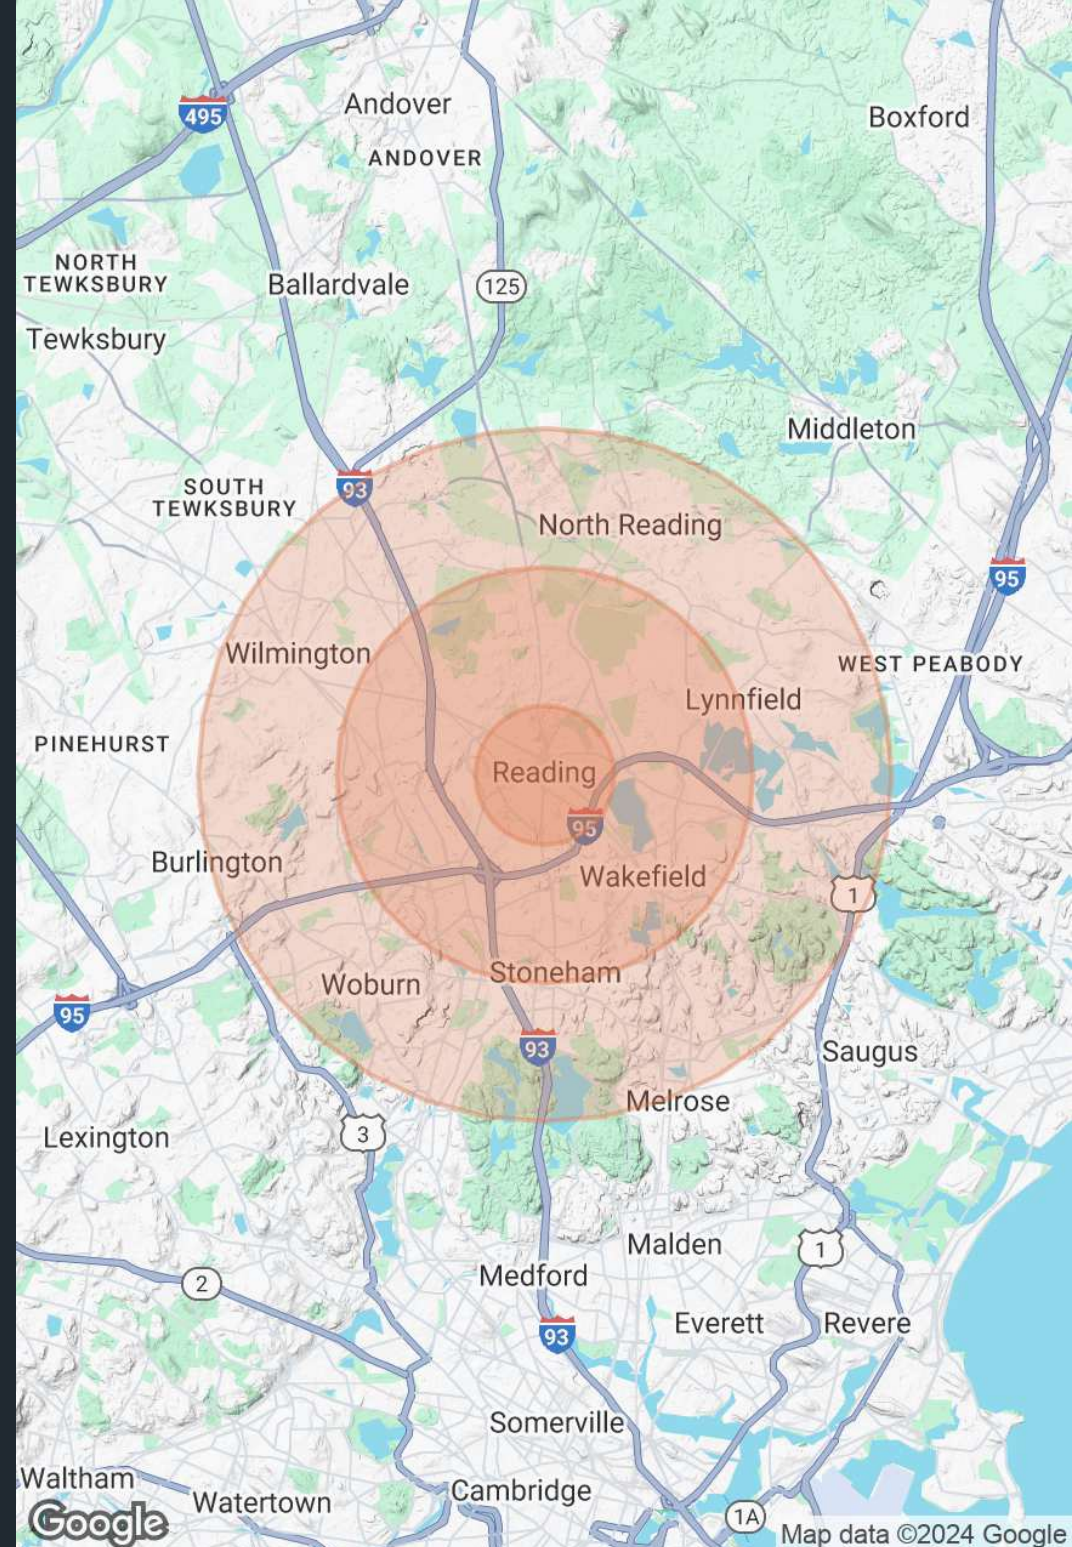 495
Andover
Boxford
ANDOVER
NORTH
TEWKSBURY
Ballardvale
125
Tewksbury
Middleton
SOUTH
TEWKSBURY
93
North Reading
95
Wilmington
WEST PEABODY
Lynnfield
PINEHURST
Reading
95
Burlington
Wakefield
1
Woburn
Stoneham
95
93
Saugus
Melrose
Lexington
3
Malden
1
Medford
2
Everett
Revere
93
Somerville
Waltham
Cambridge
Watertown
1A
Google
Map data ©2024 Google